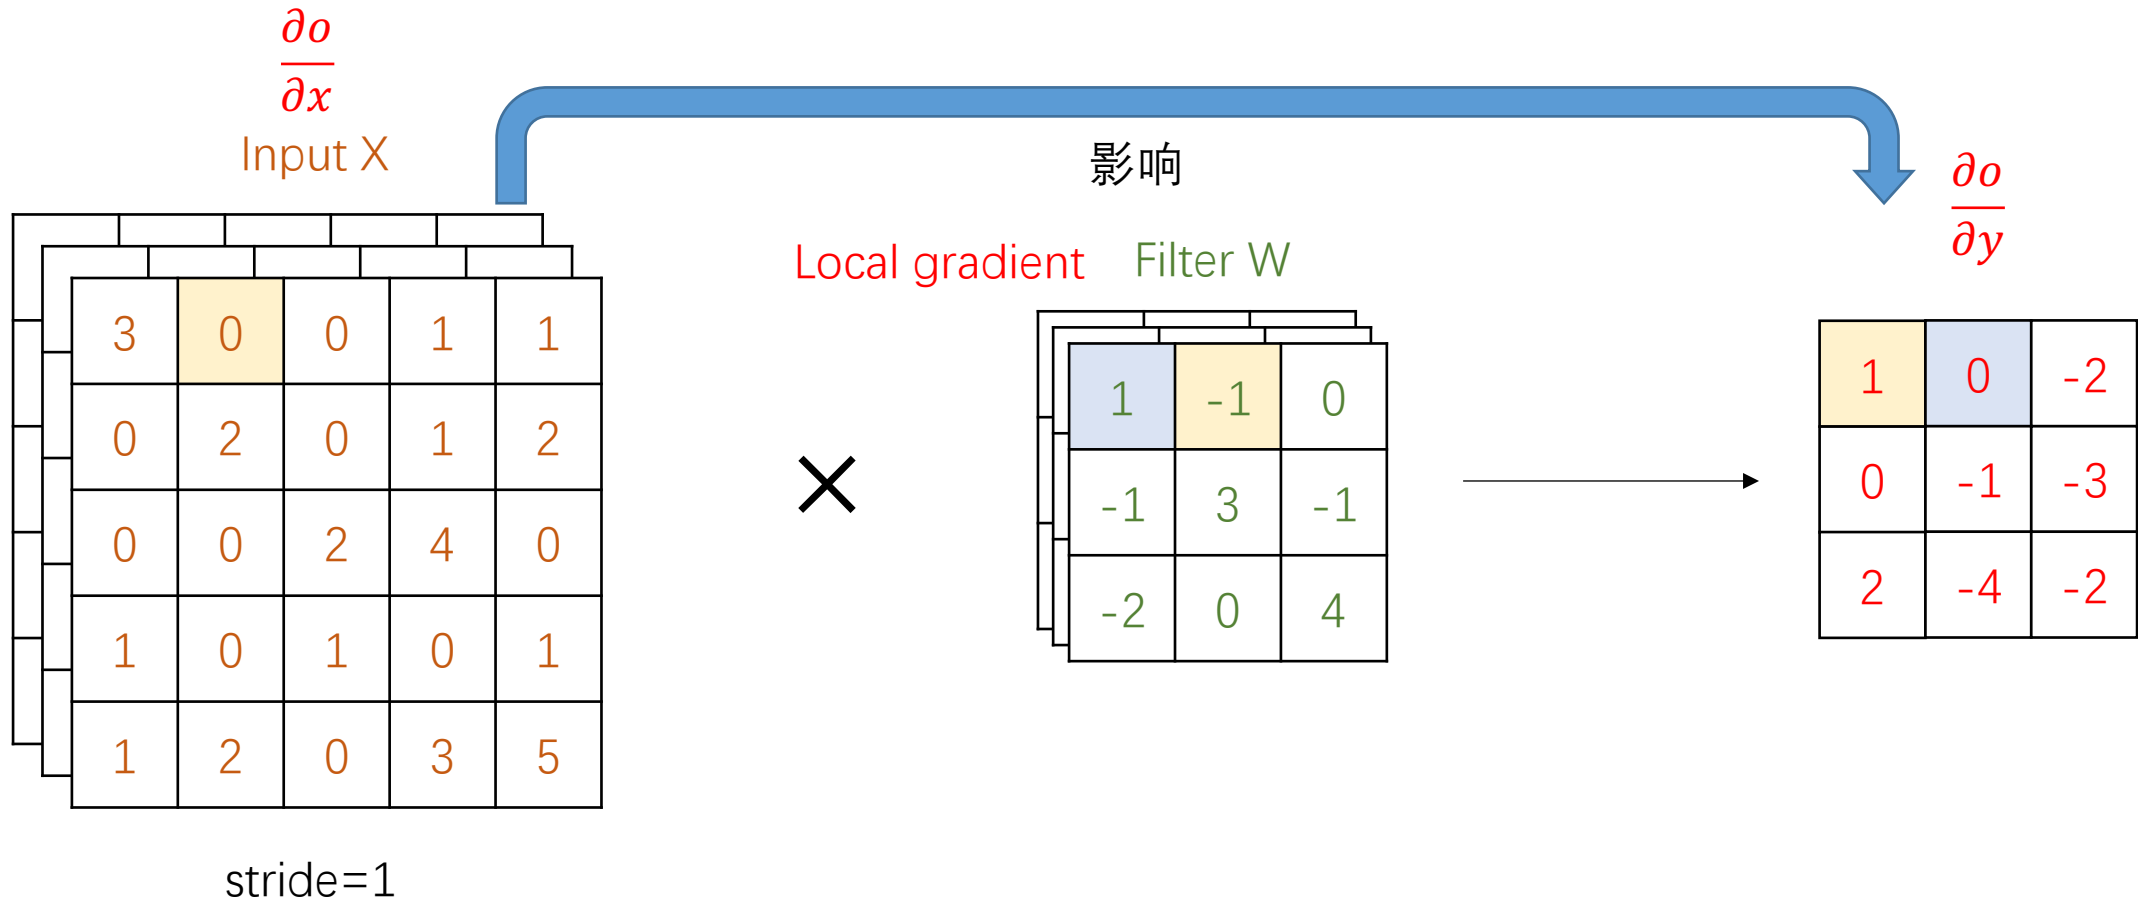 ∂o
∂x
Input X
影响
∂o
∂y
Local gradient
Filter W
3 0 0 1 1
0 2 0 1 2
0 0 2 4 0
1 0 1 0 1
1 2 0 3 5
×
1 -1 0
-1 3 -1
-2 0 4
1 0 -2
0 -1 -3
2 -4 -2
stride=1